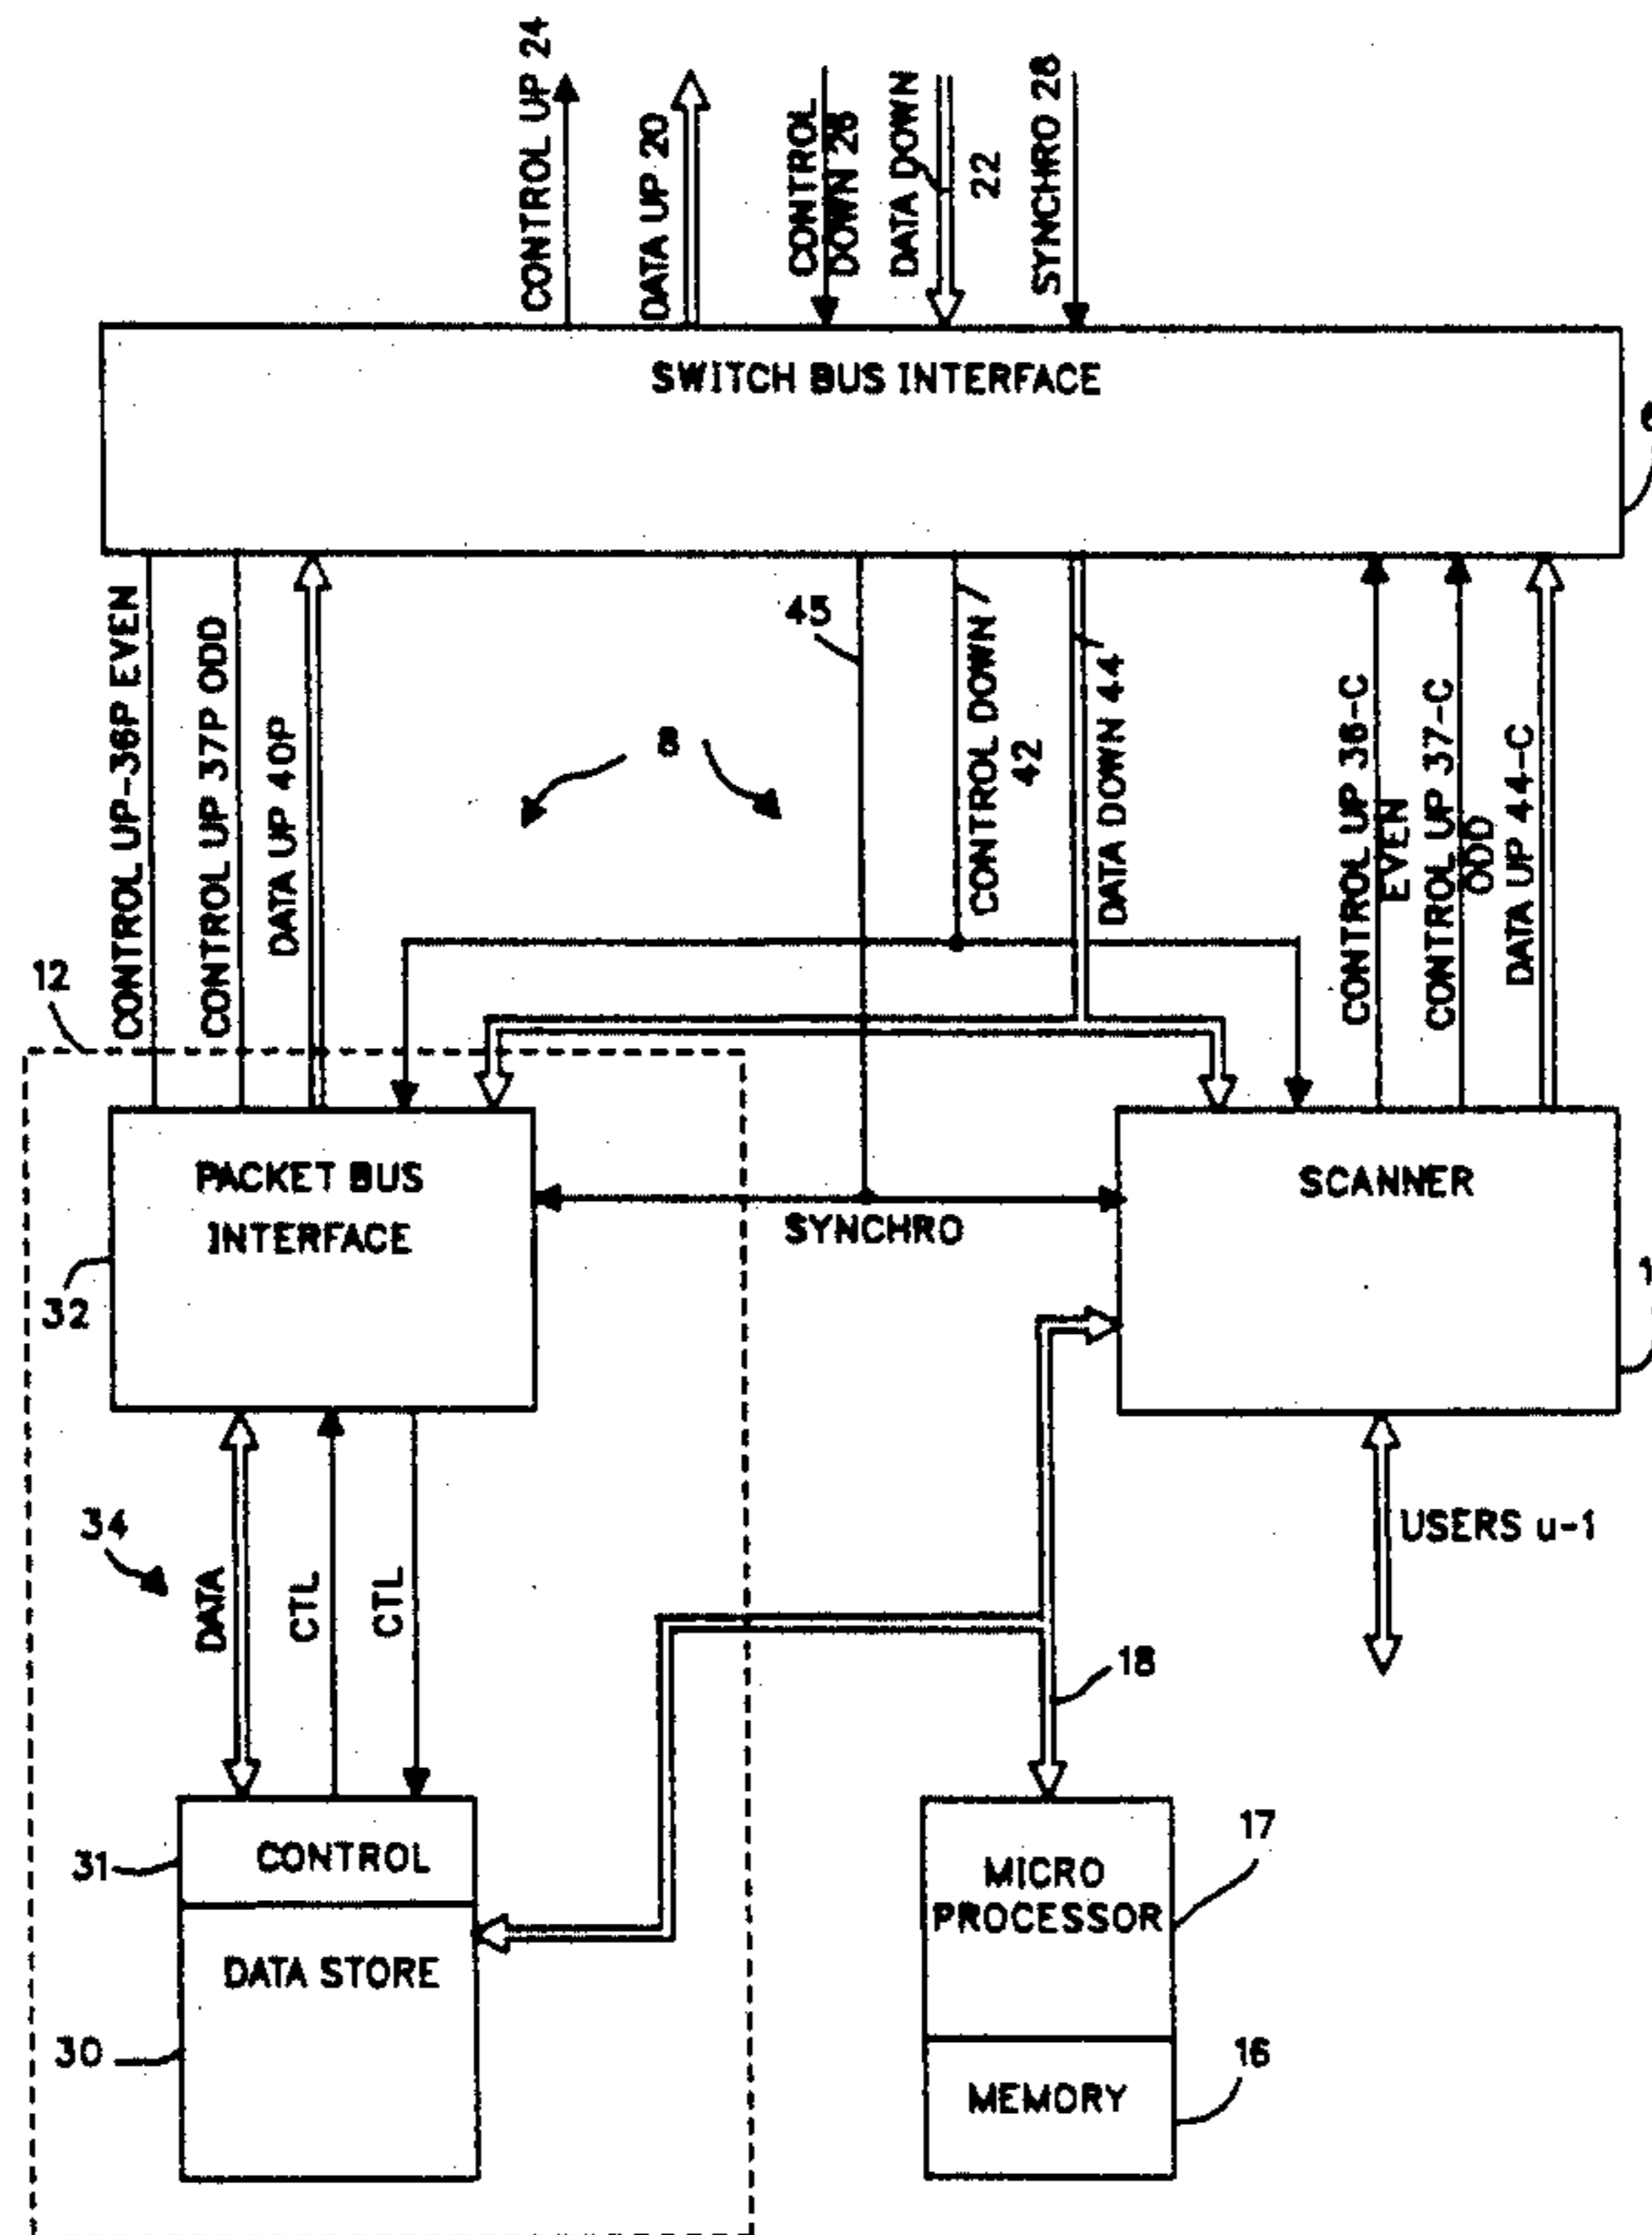 CONTROL UP 24
DATA UP 20
CONTROL
DOWN 26
DATA DOWN
22
SYNCHRO 28
SWITCH BUS INTERFACE
CONTROL UP-36P EVEN
CONTROL UP 37P ODD
DATA UP 40P
45
8
CONTROL DOWN
42
DATA DOWN 44
CONTROL UP 36-C
EVEN
CONTROL UP 37-C
ODD
DATA UP 44-C
12
PACKET BUS
INTERFACE
32
SYNCHRO
SCANNER
34
DATA
CTL
CTL
USERS u-1
18
31
CONTROL
DATA STORE
30
MICRO
PROCESSOR
17
MEMORY
16